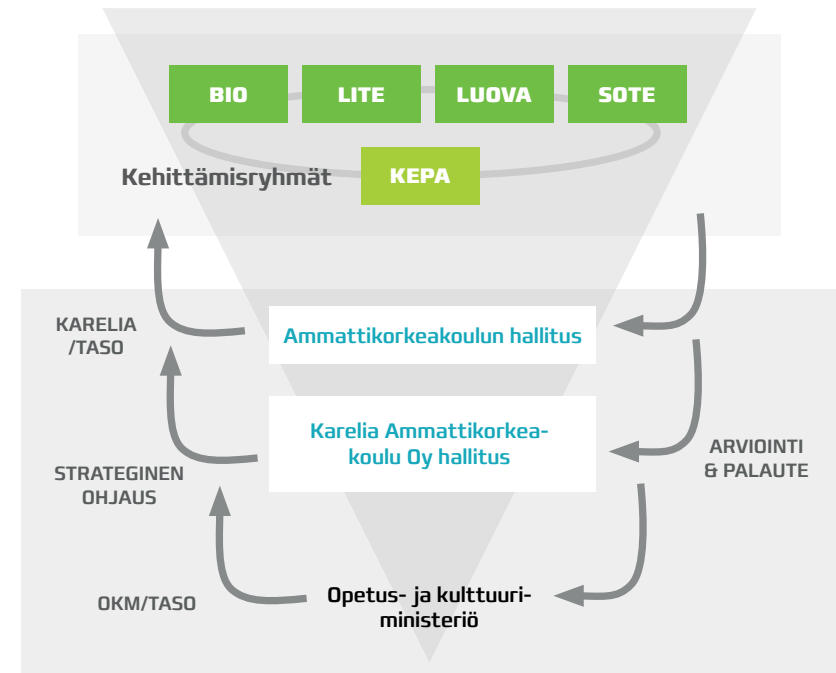 BIO
LITE
LUOVA
SOTE
Kehittämisryhmät
KEPA
KARELIA
/TASO
Ammattikorkeakoulun hallitus
Karelia Ammattikorkea-
koulu Oy hallitus
ARVIOINTI
& PALAUTE
STRATEGINEN
OHJAUS
OKM/TASO
Opetus- ja kulttuuri-
ministeriö